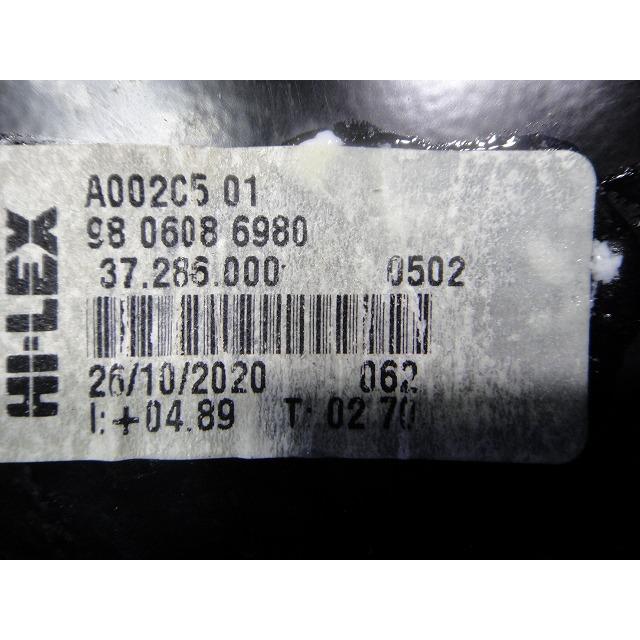 HI-LEX
A002C5 01
98 0608 6980
37.286.000 0502
26/10/2020 062
I: +04.89 T: 02 70